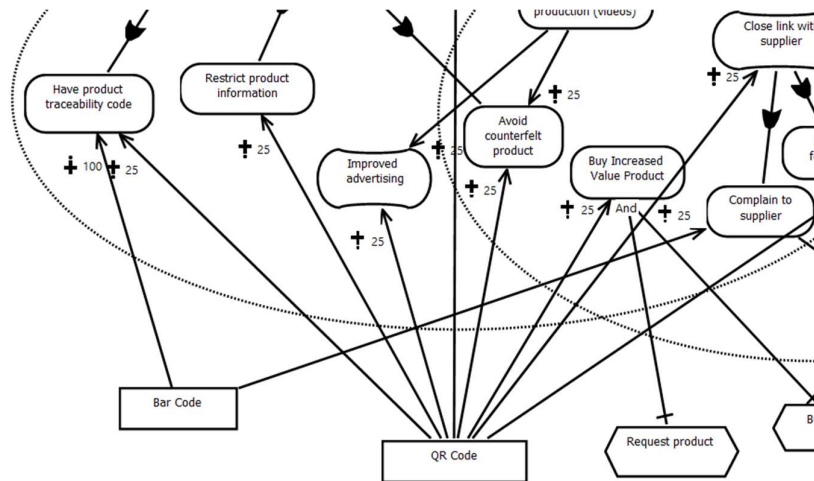 production (videos)
Close link with
supplier
25
Have product
traceability code
Restrict product
information
25
Avoid
counterfelt
product
100
25
25
25
Improved
advertising
Buy Increased
Value Product
25
25
And
25
Complain to
supplier
25
Bar Code
QR Code
Request product